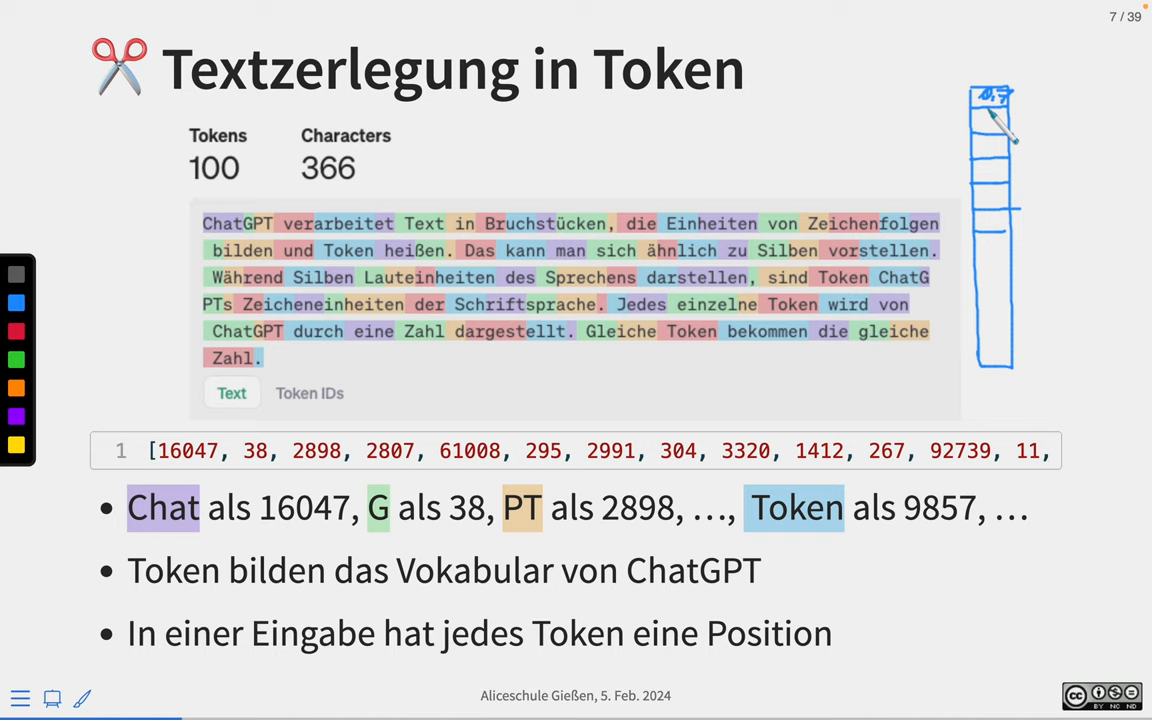 7 / 39
Textzerlegung in Token
Tokens Characters
100 366
ChatGPT verarbeitet Text in Bruchstücken, die Einheiten von Zeichenfolgen
bilden und Token heißen. Das kann man sich ähnlich zu Silben vorstellen.
Während Silben Lauteinheiten des Sprechens darstellen, sind Token ChatG
PTs Zeicheneinheiten der Schriftsprache. Jedes einzelne Token wird von
ChatGPT durch eine Zahl dargestellt. Gleiche Token bekommen die gleiche
Zahl.
Text Token IDs
1 [16047, 38, 2898, 2807, 61008, 295, 2991, 304, 3320, 1412, 267, 92739, 11,
• Chat als 16047, G als 38, PT als 2898, …, Token als 9857, …
• Token bilden das Vokabular von ChatGPT
• In einer Eingabe hat jedes Token eine Position
Aliceschule Gießen, 5. Feb. 2024
BY NC ND